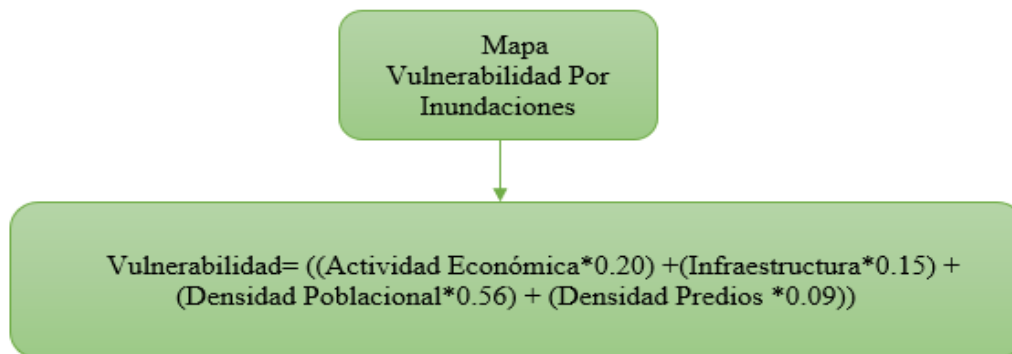 Mapa
Vulnerabilidad Por
Inundaciones
Vulnerabilidad= ((Actividad Económica*0.20) +(Infraestructura*0.15) +
(Densidad Poblacional*0.56) + (Densidad Predios *0.09))